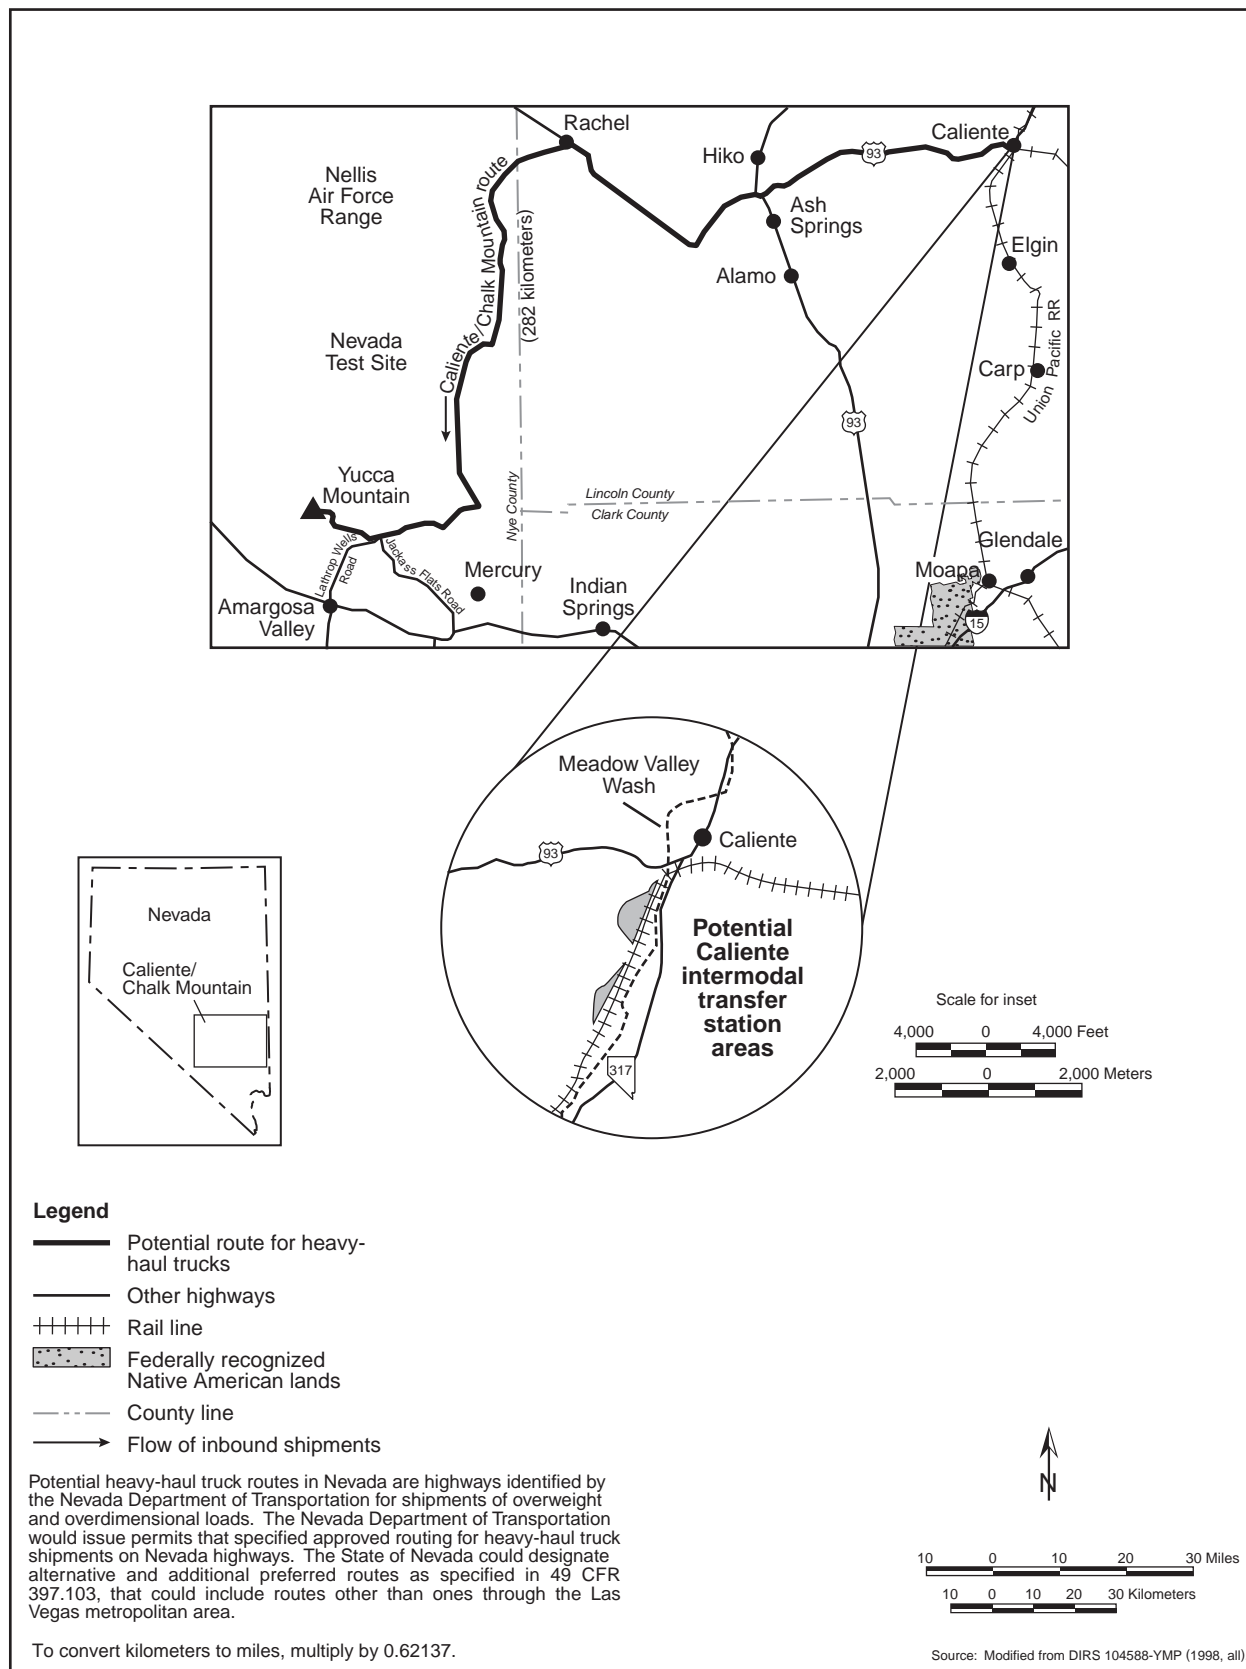 Rachel
Caliente
Hiko
93
Nellis
Air Force
Range
Caliente/Chalk Mountain route
(282 kilometers)
Ash
Springs
Elgin
Alamo
Nevada
Test Site
Carp
Union Pacific RR
93
Yucca
Mountain
Nye County
Lincoln County
Clark County
Glendale
Lathrop Wells
Road
Jackass Flats Road
Mercury
Moapa
Indian
Springs
Amargosa
Valley
15
Meadow Valley
Wash
Caliente
93
Potential
Caliente
intermodal
transfer
station
areas
317
Nevada
Caliente/
Chalk Mountain
Scale for inset
4,000 0 4,000 Feet
2,000 0 2,000 Meters
Legend
Potential route for heavy-
haul trucks
Other highways
Rail line
Federally recognized
Native American lands
County line
Flow of inbound shipments
Potential heavy-haul truck routes in Nevada are highways identified by
the Nevada Department of Transportation for shipments of overweight
and overdimensional loads. The Nevada Department of Transportation
would issue permits that specified approved routing for heavy-haul truck
shipments on Nevada highways. The State of Nevada could designate
alternative and additional preferred routes as specified in 49 CFR
397.103, that could include routes other than ones through the Las
Vegas metropolitan area.
To convert kilometers to miles, multiply by 0.62137.
N
10 0 10 20 30 Miles
10 0 10 20 30 Kilometers
Source: Modified from DIRS 104588-YMP (1998, all)